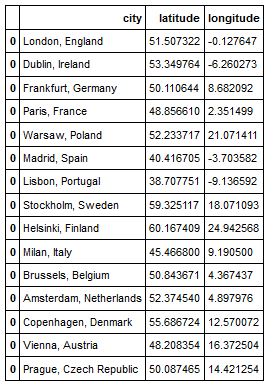 city latitude longitude
0 London, England 51.507322 -0.127647
0 Dublin, Ireland 53.349764 -6.260273
0 Frankfurt, Germany 50.110644 8.682092
0 Paris, France 48.856610 2.351499
0 Warsaw, Poland 52.233717 21.071411
0 Madrid, Spain 40.416705 -3.703582
0 Lisbon, Portugal 38.707751 -9.136592
0 Stockholm, Sweden 59.325117 18.071093
0 Helsinki, Finland 60.167409 24.942568
0 Milan, Italy 45.466800 9.190500
0 Brussels, Belgium 50.843671 4.367437
0 Amsterdam, Netherlands 52.374540 4.897976
0 Copenhagen, Denmark 55.686724 12.570072
0 Vienna, Austria 48.208354 16.372504
0 Prague, Czech Republic 50.087465 14.421254